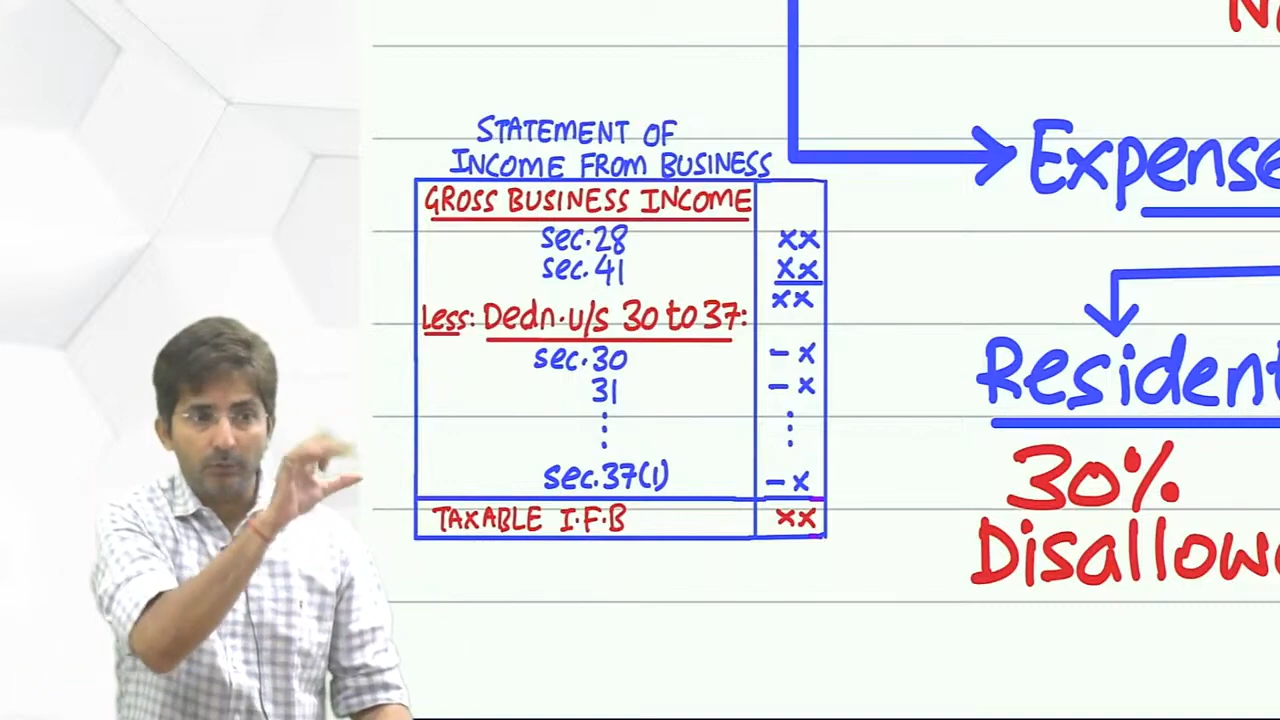 STATEMENT OF
INCOME FROM BUSINESS
GROSS BUSINESS INCOME
sec.28 xx
sec.41 xx
xx
Less: Dedn.u/s 30 to 37:
sec.30 - x
31 - x
sec.37(1) - x
TAXABLE I.F.B xx
Expense
Resident
30%
Disallowe